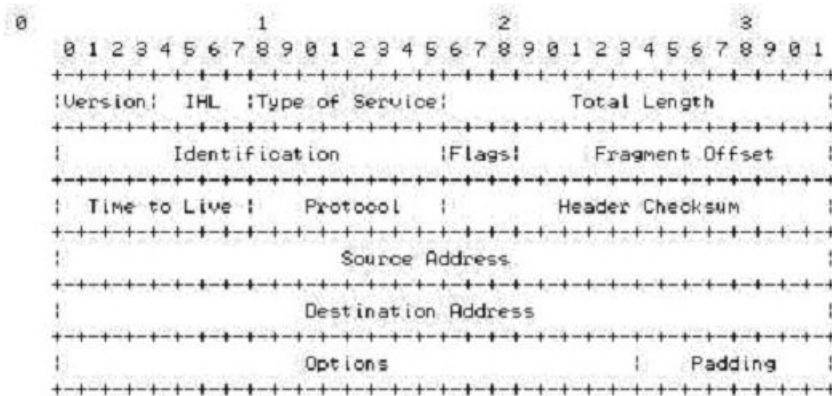 0                   1                   2                   3
0 1 2 3 4 5 6 7 8 9 0 1 2 3 4 5 6 7 8 9 0 1 2 3 4 5 6 7 8 9 0 1
+-+-+-+-+-+-+-+-+-+-+-+-+-+-+-+-+-+-+-+-+-+-+-+-+-+-+-+-+-+-+-+-+
|Version| IHL |Type of Service| Total Length |
+-+-+-+-+-+-+-+-+-+-+-+-+-+-+-+-+-+-+-+-+-+-+-+-+-+-+-+-+-+-+-+-+
| Identification |Flags| Fragment Offset |
+-+-+-+-+-+-+-+-+-+-+-+-+-+-+-+-+-+-+-+-+-+-+-+-+-+-+-+-+-+-+-+-+
| Time to Live | Protocol | Header Checksum |
+-+-+-+-+-+-+-+-+-+-+-+-+-+-+-+-+-+-+-+-+-+-+-+-+-+-+-+-+-+-+-+-+
| Source Address |
+-+-+-+-+-+-+-+-+-+-+-+-+-+-+-+-+-+-+-+-+-+-+-+-+-+-+-+-+-+-+-+-+
| Destination Address |
+-+-+-+-+-+-+-+-+-+-+-+-+-+-+-+-+-+-+-+-+-+-+-+-+-+-+-+-+-+-+-+-+
| Options | Padding |
+-+-+-+-+-+-+-+-+-+-+-+-+-+-+-+-+-+-+-+-+-+-+-+-+-+-+-+-+-+-+-+-+